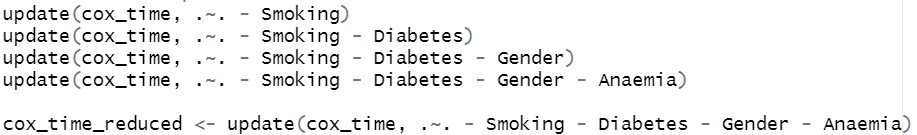 update(cox_time, .~. - Smoking)
update(cox_time, .~. - Smoking - Diabetes)
update(cox_time, .~. - Smoking - Diabetes - Gender)
update(cox_time, .~. - Smoking - Diabetes - Gender - Anaemia)
cox_time_reduced <- update(cox_time, .~. - Smoking - Diabetes - Gender - Anaemia)